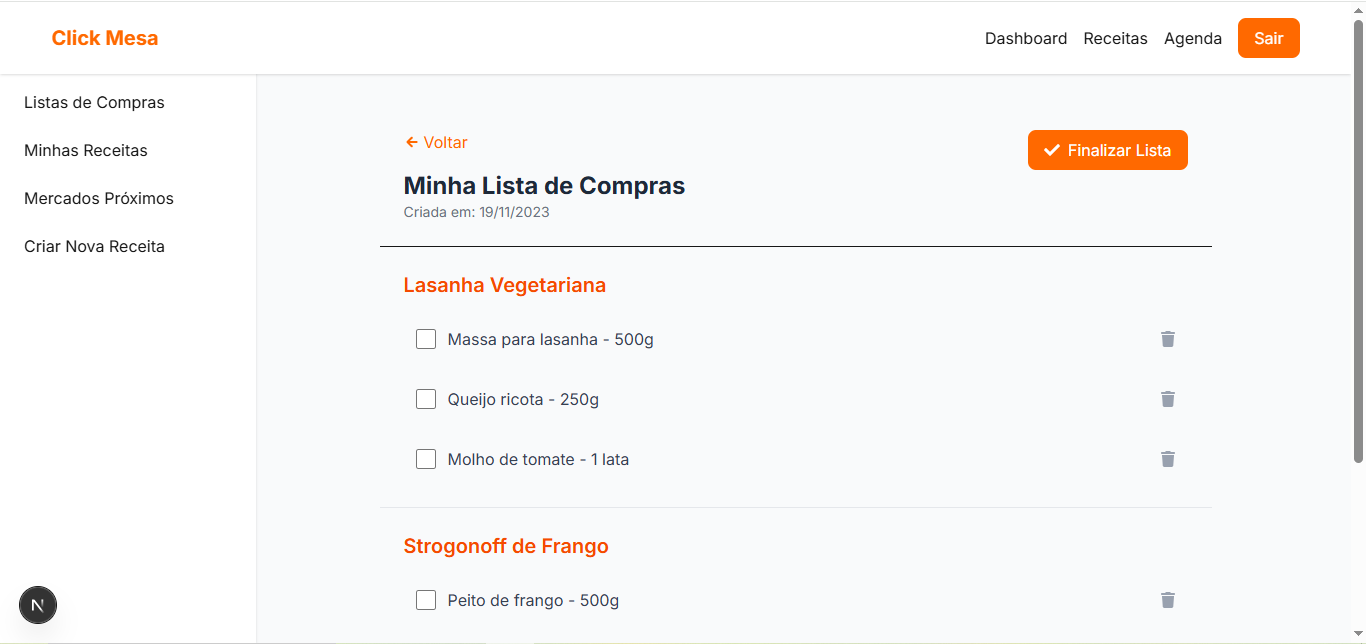 Click Mesa
Dashboard Receitas Agenda Sair
Listas de Compras
Minhas Receitas
Mercados Próximos
Criar Nova Receita
Voltar
Finalizar Lista
Minha Lista de Compras
Criada em: 19/11/2023
Lasanha Vegetariana
Massa para lasanha - 500g
Queijo ricota - 250g
Molho de tomate - 1 lata
Strogonoff de Frango
Peito de frango - 500g
N